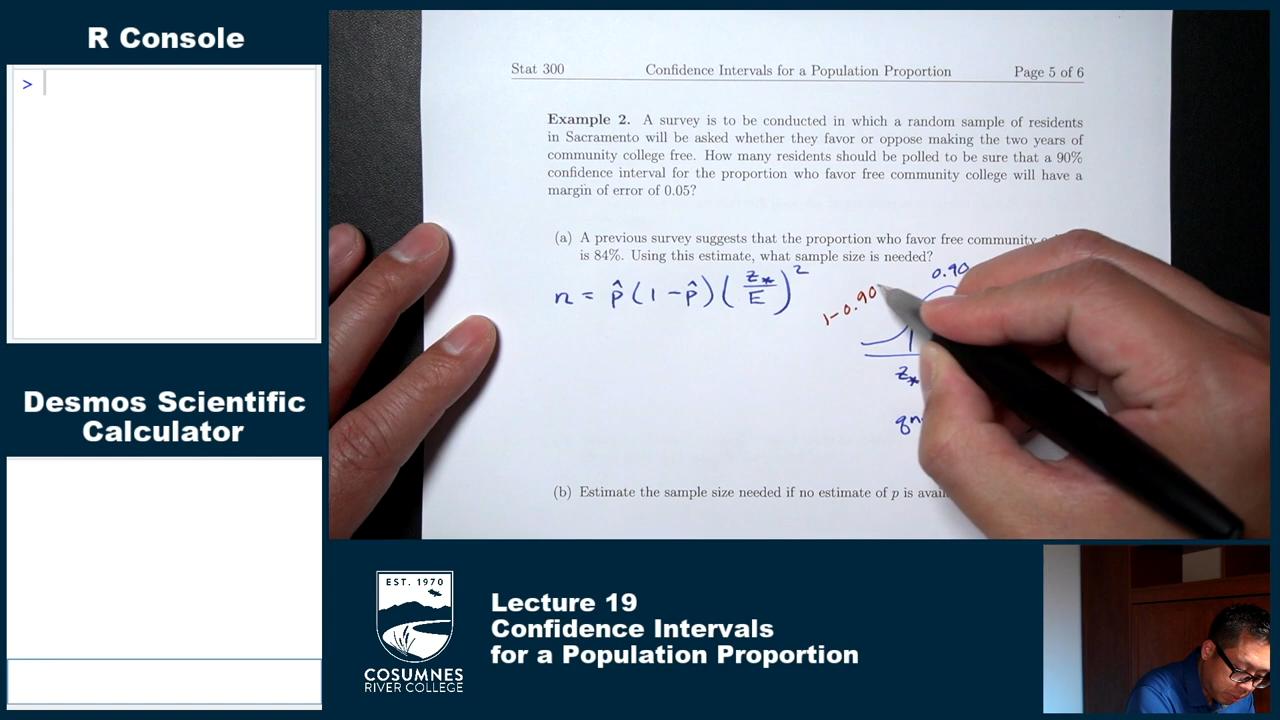 R Console
>
Desmos Scientific
Calculator
Stat 300 Confidence Intervals for a Population Proportion Page 5 of 6
Example 2. A survey is to be conducted in which a random sample of residents
in Sacramento will be asked whether they favor or oppose making the two years of
community college free. How many residents should be polled to be sure that a 90%
confidence interval for the proportion who favor free community college will have a
margin of error of 0.05?
(a) A previous survey suggests that the proportion who favor free community
is 84%. Using this estimate, what sample size is needed?
n = p̂ (1 − p̂) (z* / E)²
0.90
1 − 0.90
z*
qn
(b) Estimate the sample size needed if no estimate of p is
EST. 1970
COSUMNES
RIVER COLLEGE
Lecture 19
Confidence Intervals
for a Population Proportion